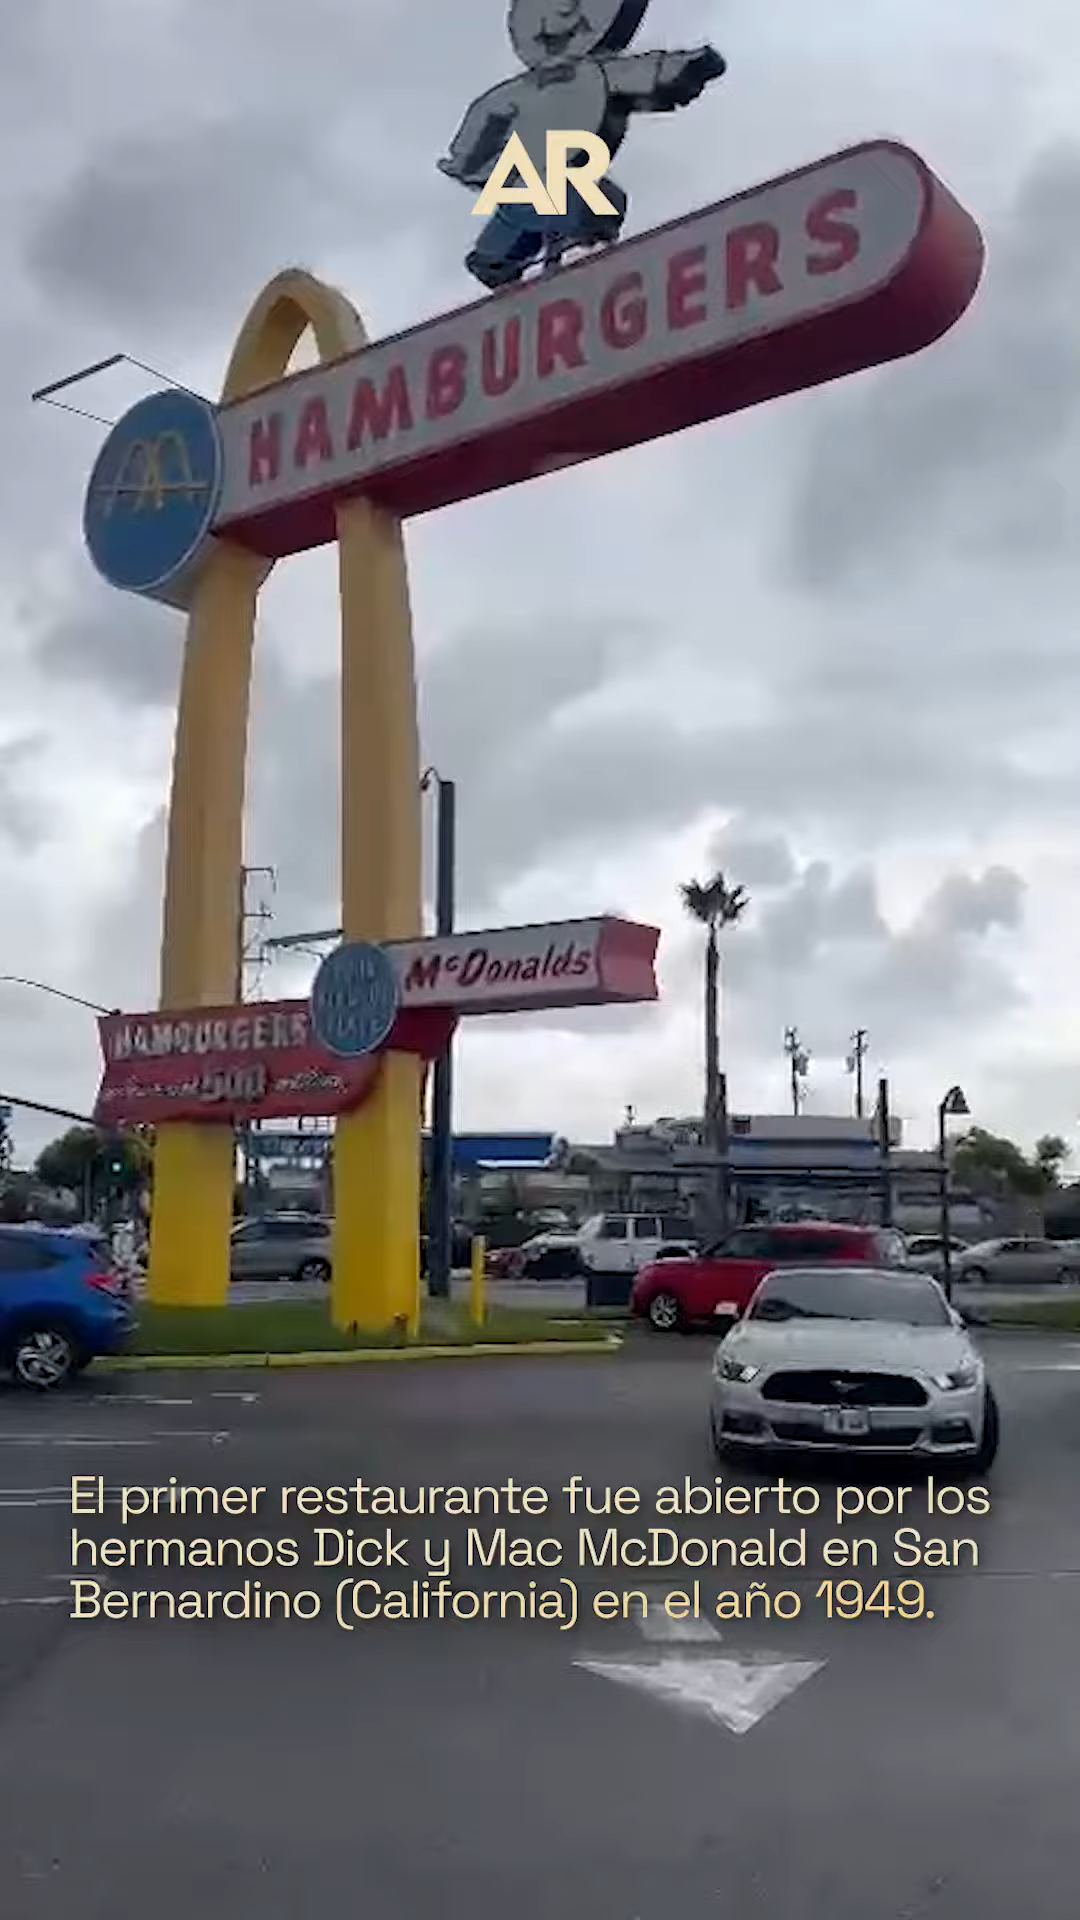 AR
HAMBURGERS
McDonalds
HAMBURGERS
500
El primer restaurante fue abierto por los
hermanos Dick y Mac McDonald en San
Bernardino (California) en el año 1949.